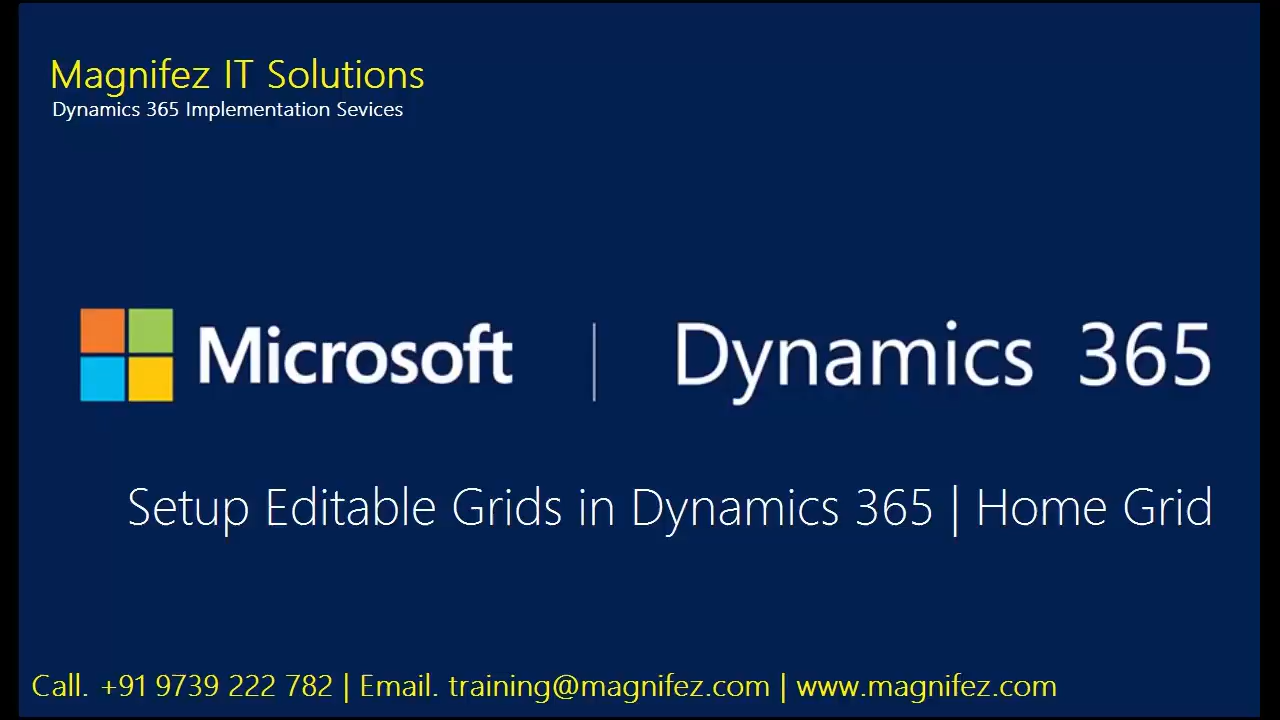 Magnifez IT Solutions
Dynamics 365 Implementation Sevices
Microsoft | Dynamics 365
Setup Editable Grids in Dynamics 365 | Home Grid
Call. +91 9739 222 782 | Email. training@magnifez.com | www.magnifez.com